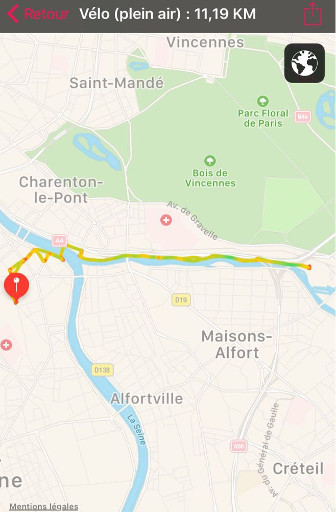 Retour
Vélo (plein air) : 11,19 KM
Vincennes
Saint-Mandé
Parc Floral
de Paris
N4a
Bois de
Vincennes
Charenton-
le-Pont
Av. de Gravelle
A4
D19
Maisons-
Alfort
D138
Alfortville
La Seine
Av. du Général de Gaulle
Créteil
ne
Mentions légales